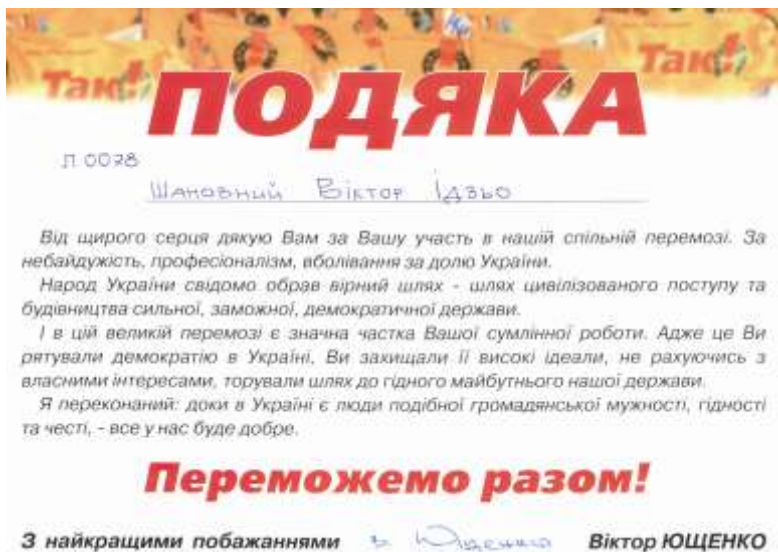 Так! Так!
ПОДЯКА
Л 0028
Шановний Віктор Ідзьо
Від щирого серця дякую Вам за Вашу участь в нашій спільній перемозі. За
небайдужість, професіоналізм, вболівання за долю України.
Народ України свідомо обрав вірний шлях - шлях цивілізованого поступу та
будівництва сильної, заможної, демократичної держави.
І в цій великій перемозі є значна частка Вашої сумлінної роботи. Адже це Ви
рятували демократію в Україні, Ви захищали її високі ідеали, не рахуючись з
власними інтересами, торували шлях до гідного майбутнього нашої держави.
Я переконаний: доки в Україні є люди подібної громадянської мужності, гідності
та честі, - все у нас буде добре.
Переможемо разом!
З найкращими побажаннями Віктор ЮЩЕНКО